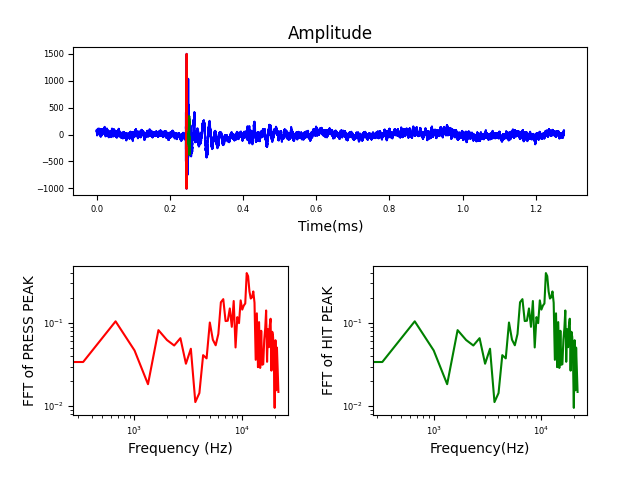 Amplitude
1500
1000
500
0
−500
−1000
0.0 0.2 0.4 0.6 0.8 1.0 1.2
Time(ms)
FFT of PRESS PEAK
10⁻¹
10⁻²
10³ 10⁴
Frequency (Hz)
FFT of HIT PEAK
10⁻¹
10⁻²
10³ 10⁴
Frequency(Hz)